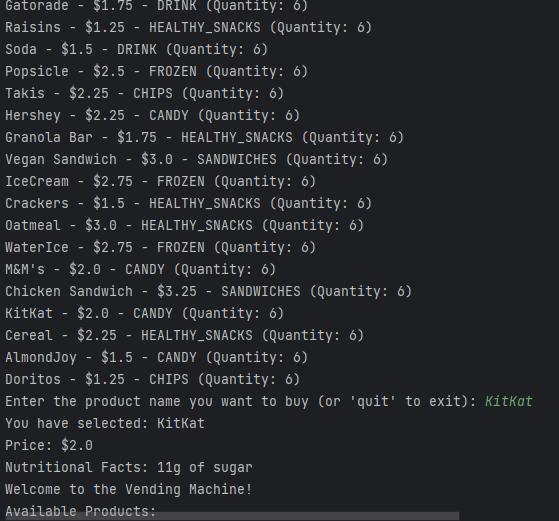 Gatorade - $1.75 - DRINK (Quantity: 6)
Raisins - $1.25 - HEALTHY_SNACKS (Quantity: 6)
Soda - $1.5 - DRINK (Quantity: 6)
Popsicle - $2.5 - FROZEN (Quantity: 6)
Takis - $2.25 - CHIPS (Quantity: 6)
Hershey - $2.25 - CANDY (Quantity: 6)
Granola Bar - $1.75 - HEALTHY_SNACKS (Quantity: 6)
Vegan Sandwich - $3.0 - SANDWICHES (Quantity: 6)
IceCream - $2.75 - FROZEN (Quantity: 6)
Crackers - $1.5 - HEALTHY_SNACKS (Quantity: 6)
Oatmeal - $3.0 - HEALTHY_SNACKS (Quantity: 6)
WaterIce - $2.75 - FROZEN (Quantity: 6)
M&M's - $2.0 - CANDY (Quantity: 6)
Chicken Sandwich - $3.25 - SANDWICHES (Quantity: 6)
KitKat - $2.0 - CANDY (Quantity: 6)
Cereal - $2.25 - HEALTHY_SNACKS (Quantity: 6)
AlmondJoy - $1.5 - CANDY (Quantity: 6)
Doritos - $1.25 - CHIPS (Quantity: 6)
Enter the product name you want to buy (or 'quit' to exit): KitKat
You have selected: KitKat
Price: $2.0
Nutritional Facts: 11g of sugar
Welcome to the Vending Machine!
Available Products: